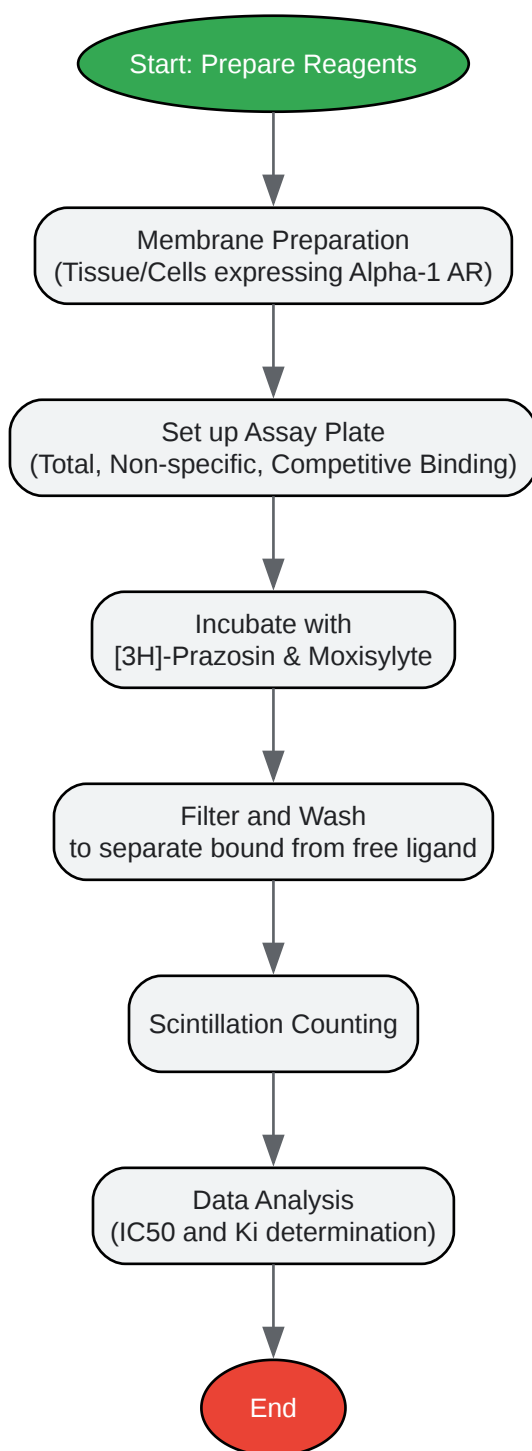 Start: Prepare Reagents
Membrane Preparation
(Tissue/Cells expressing Alpha-1 AR)
Set up Assay Plate
(Total, Non-specific, Competitive Binding)
Incubate with
[3H]-Prazosin & Moxisylyte
Filter and Wash
to separate bound from free ligand
Scintillation Counting
Data Analysis
(IC50 and Ki determination)
End